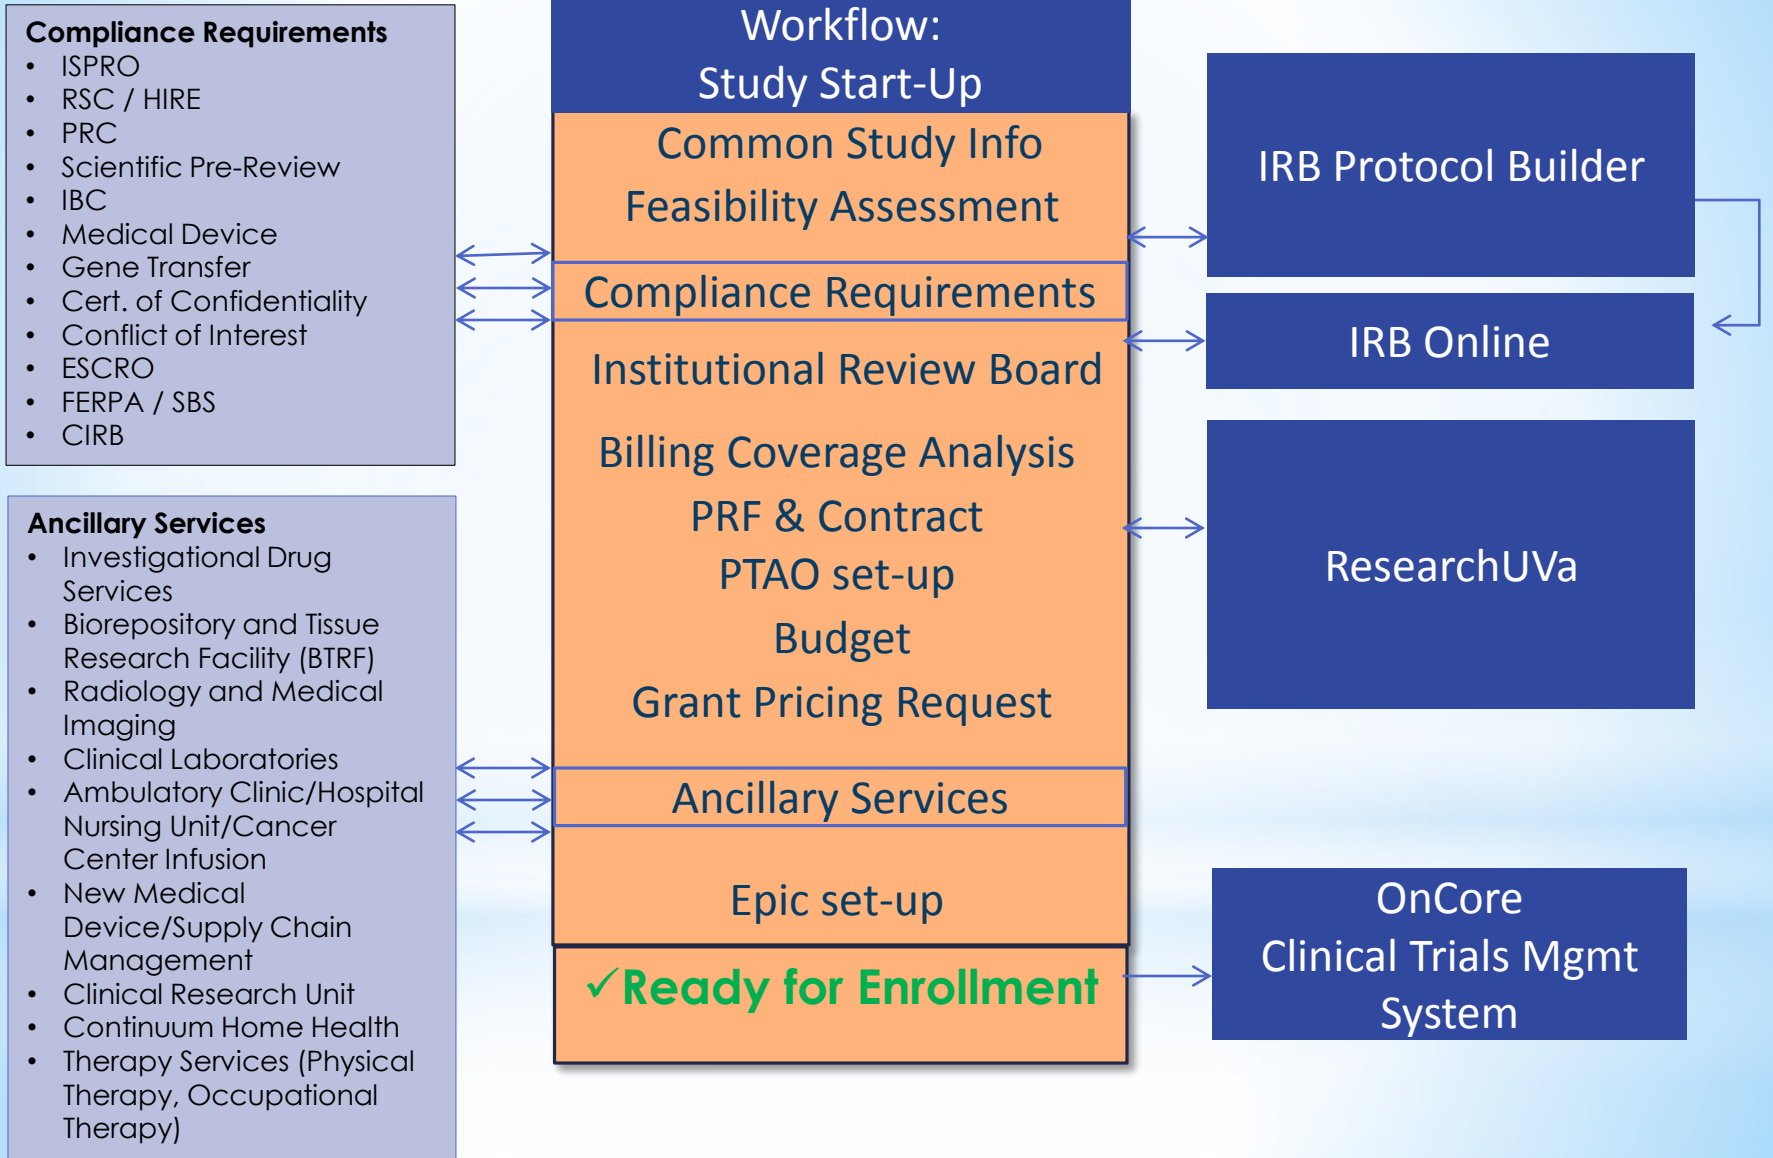 Compliance Requirements
• ISPRO
• RSC / HIRE
• PRC
• Scientific Pre-Review
• IBC
• Medical Device
• Gene Transfer
• Cert. of Confidentiality
• Conflict of Interest
• ESCRO
• FERPA / SBS
• CIRB
Ancillary Services
• Investigational Drug
Services
• Biorepository and Tissue
Research Facility (BTRF)
• Radiology and Medical
Imaging
• Clinical Laboratories
• Ambulatory Clinic/Hospital
Nursing Unit/Cancer
Center Infusion
• New Medical
Device/Supply Chain
Management
• Clinical Research Unit
• Continuum Home Health
• Therapy Services (Physical
Therapy, Occupational
Therapy)
Workflow:
Study Start-Up
Common Study Info
Feasibility Assessment
Compliance Requirements
Institutional Review Board
Billing Coverage Analysis
PRF & Contract
PTAO set-up
Budget
Grant Pricing Request
Ancillary Services
Epic set-up
✓Ready for Enrollment
IRB Protocol Builder
IRB Online
ResearchUVa
OnCore
Clinical Trials Mgmt
System